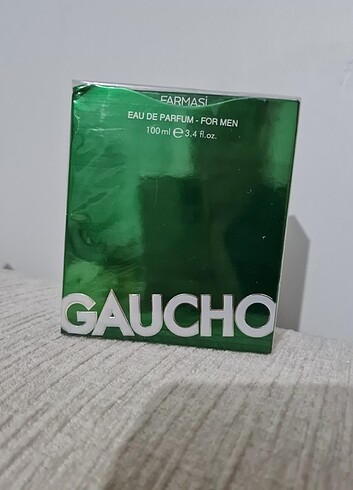 FARMASi
EAU DE PARFUM - FOR MEN
100 ml ℮ 3.4 fl.oz.
GAUCHO